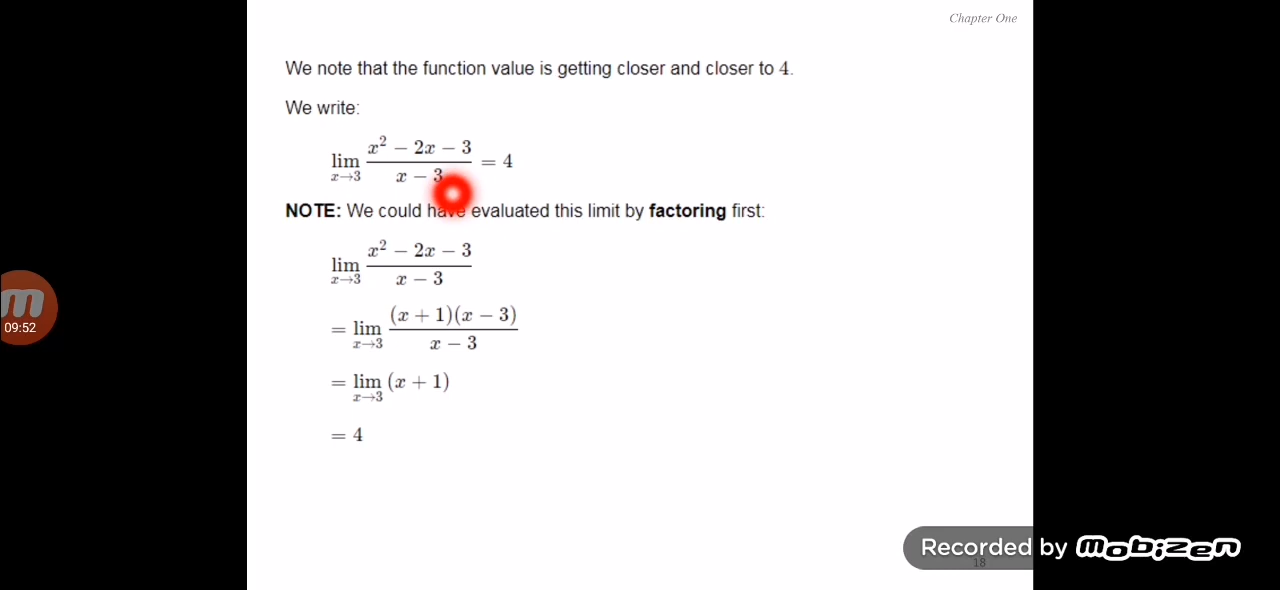 Chapter One
We note that the function value is getting closer and closer to 4.
We write:
lim x→3 (x² − 2x − 3)/(x − 3) = 4
NOTE: We could have evaluated this limit by factoring first:
lim x→3 (x² − 2x − 3)/(x − 3)
= lim x→3 ((x + 1)(x − 3))/(x − 3)
= lim x→3 (x + 1)
= 4
09:52
Recorded by mobizen
18